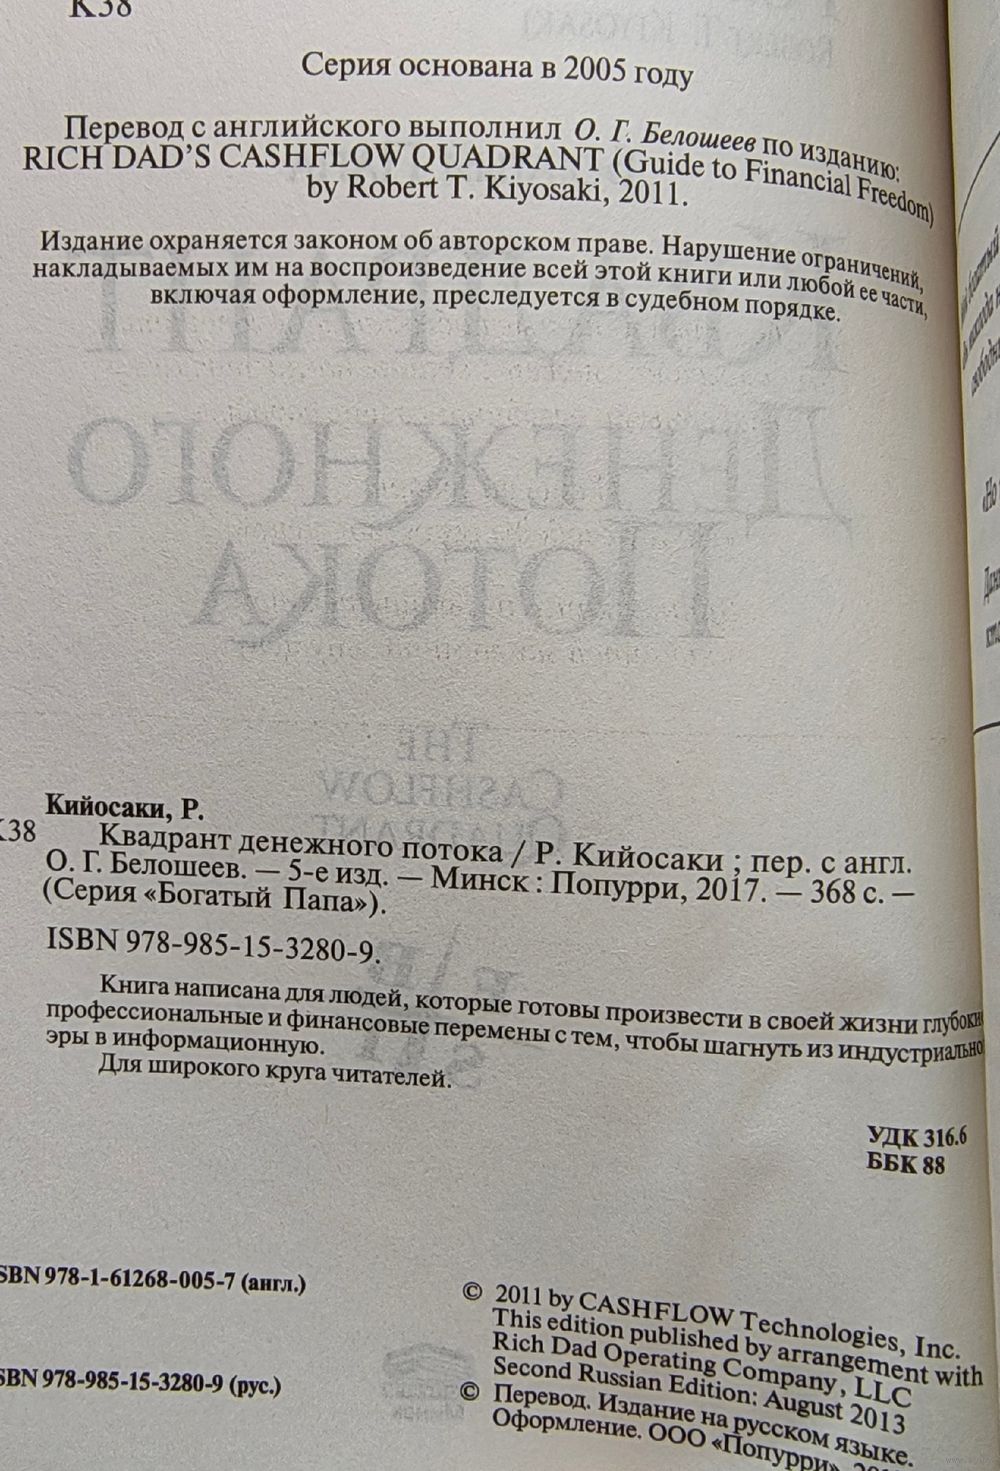 К38
Серия основана в 2005 году
Перевод с английского выполнил О. Г. Белошеев по изданию:
RICH DAD’S CASHFLOW QUADRANT (Guide to Financial Freedom)
by Robert T. Kiyosaki, 2011.
Издание охраняется законом об авторском праве. Нарушение ограничений,
накладываемых им на воспроизведение всей этой книги или любой ее части,
включая оформление, преследуется в судебном порядке.
КВАДРАНТ
ДЕНЕЖНОГО
ПОТОКА
THE
CASHFLOW
QUADRANT
Кийосаки, Р.
К38 Квадрант денежного потока / Р. Кийосаки ; пер. с англ.
О. Г. Белошеев. — 5-е изд. — Минск : Попурри, 2017. — 368 с. —
(Серия «Богатый Папа»).
ISBN 978-985-15-3280-9.
Книга написана для людей, которые готовы произвести в своей жизни глубоки
профессиональные и финансовые перемены с тем, чтобы шагнуть из индустриально
эры в информационную.
Для широкого круга читателей.
УДК 316.6
ББК 88
SBN 978-1-61268-005-7 (англ.)
© 2011 by CASHFLOW Technologies, Inc.
This edition published by arrangement with
Rich Dad Operating Company, LLC
Second Russian Edition: August 2013
SBN 978-985-15-3280-9 (рус.)
© Перевод. Издание на русском языке.
Оформление. ООО «Попурри»,